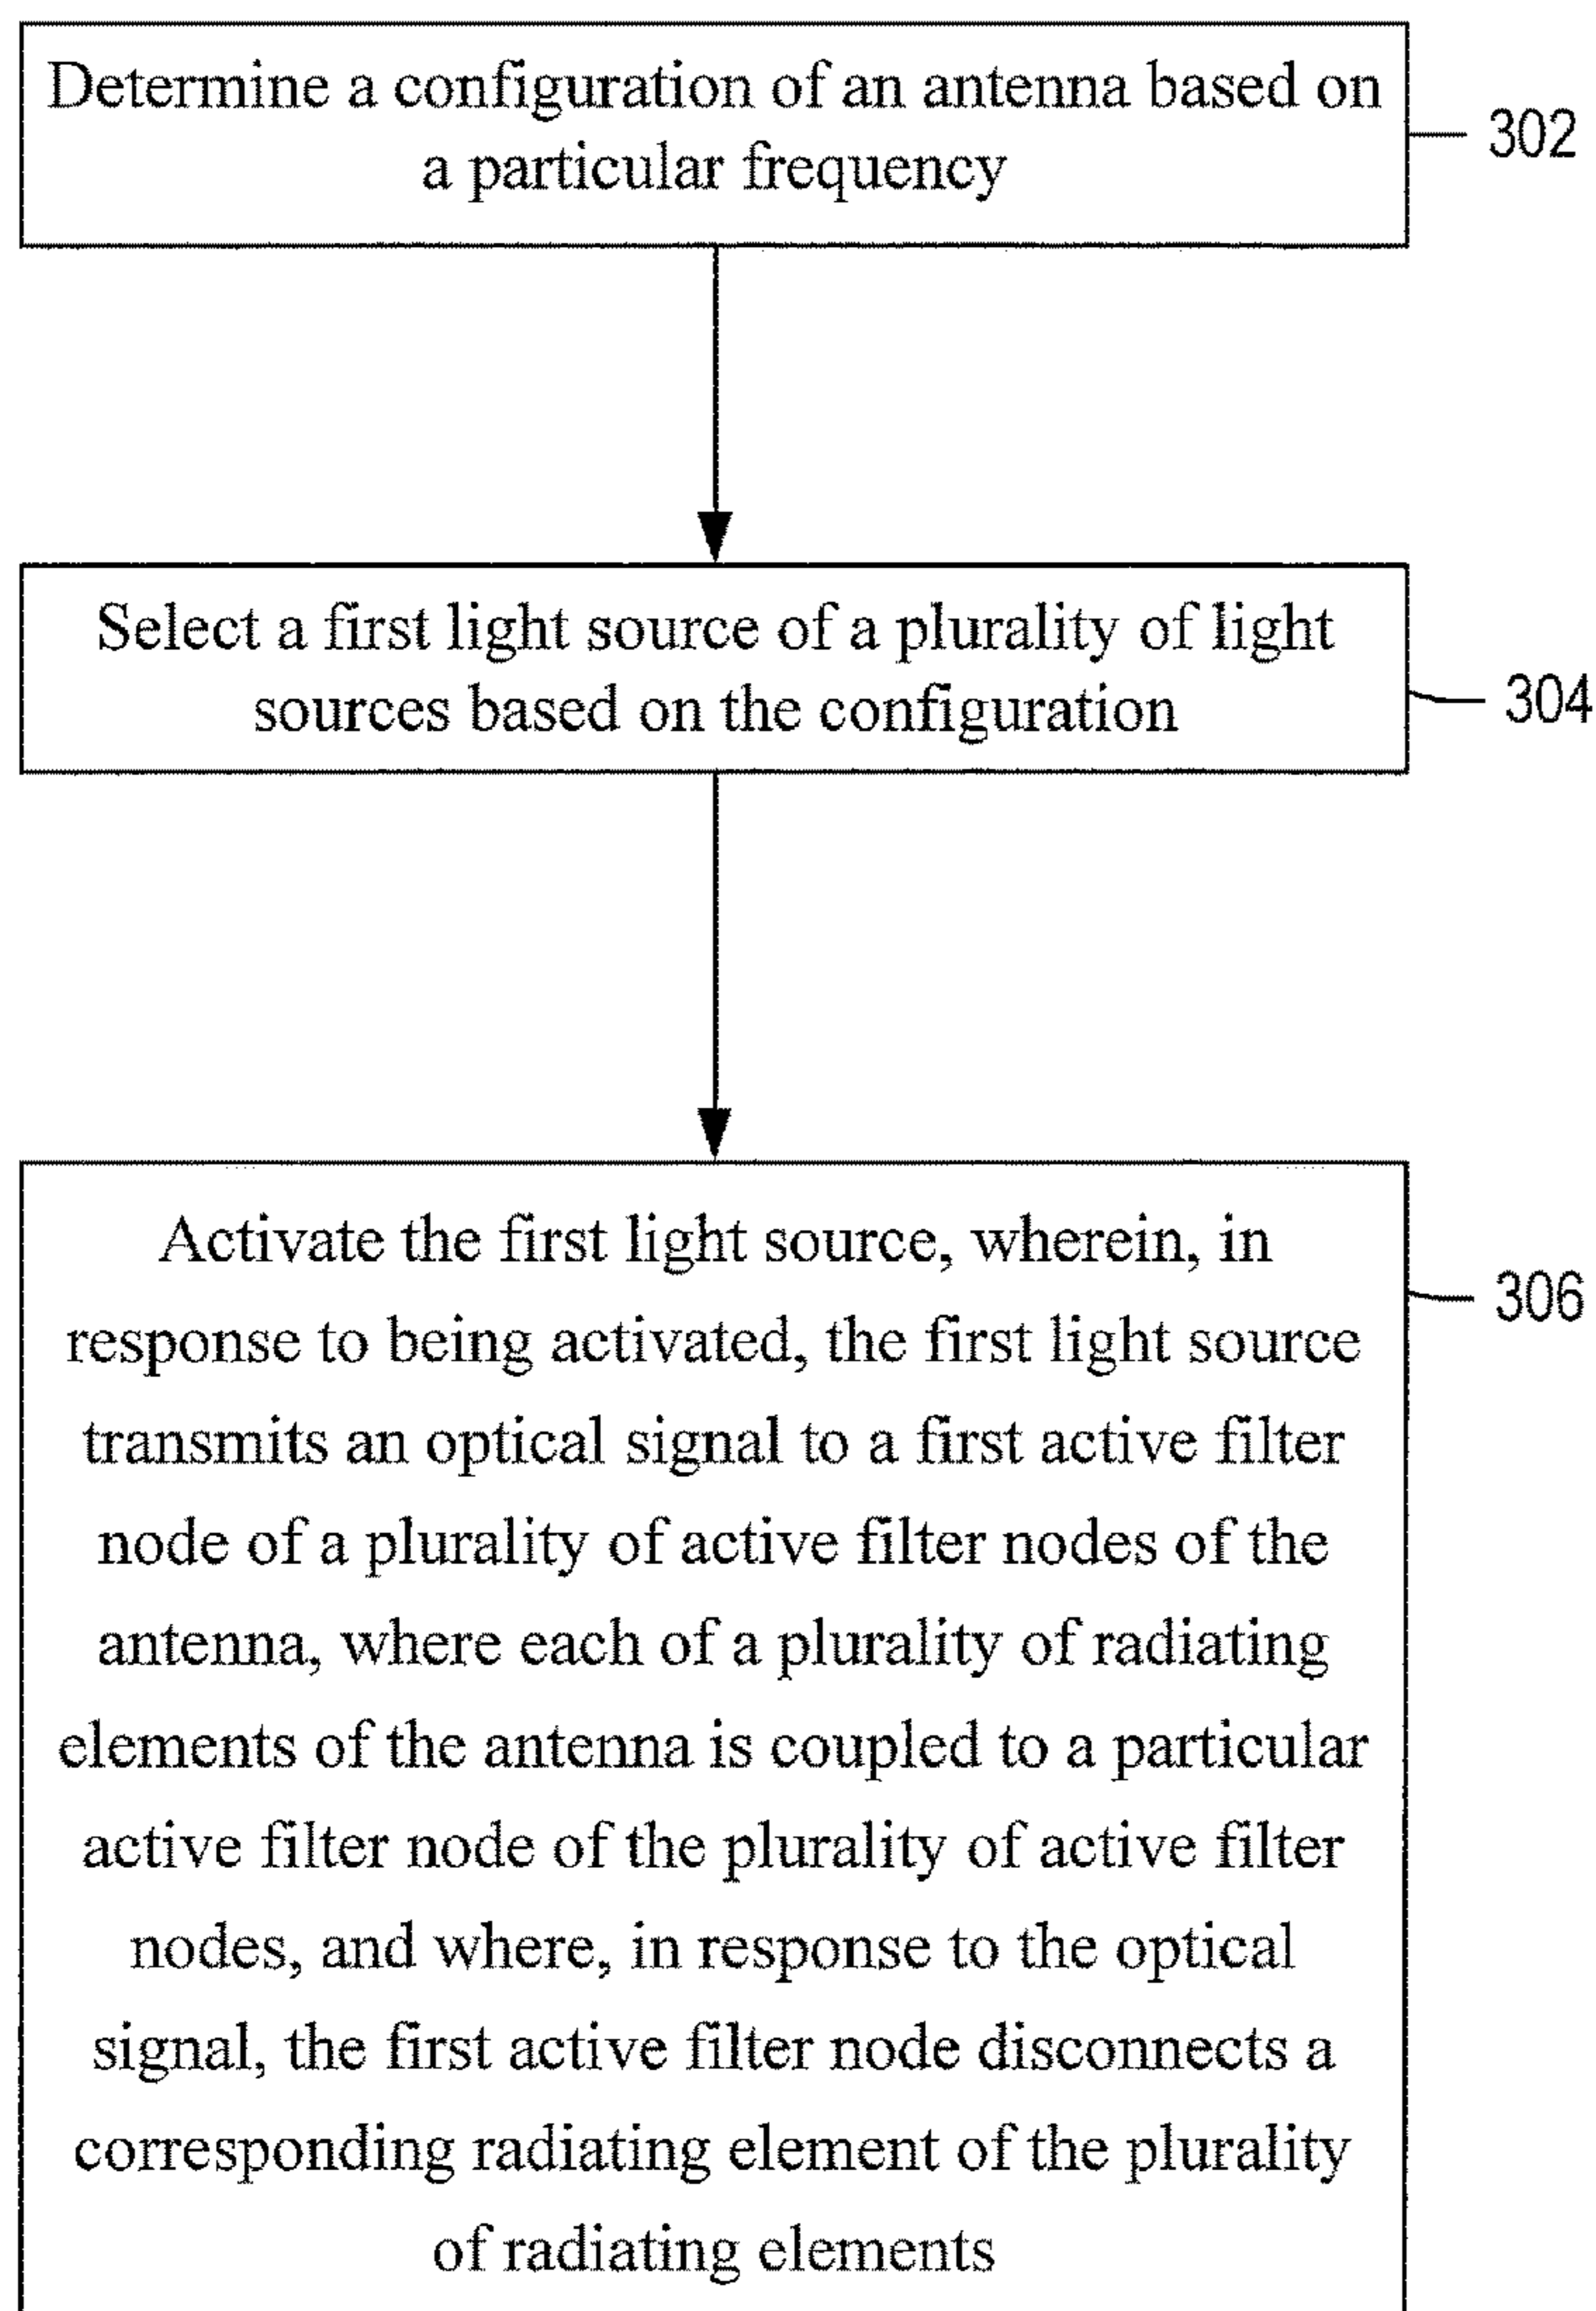 Determine a configuration of an antenna based on
a particular frequency
302
Select a first light source of a plurality of light
sources based on the configuration
304
Activate the first light source, wherein, in
response to being activated, the first light source
transmits an optical signal to a first active filter
node of a plurality of active filter nodes of the
antenna, where each of a plurality of radiating
elements of the antenna is coupled to a particular
active filter node of the plurality of active filter
nodes, and where, in response to the optical
signal, the first active filter node disconnects a
corresponding radiating element of the plurality
of radiating elements
306